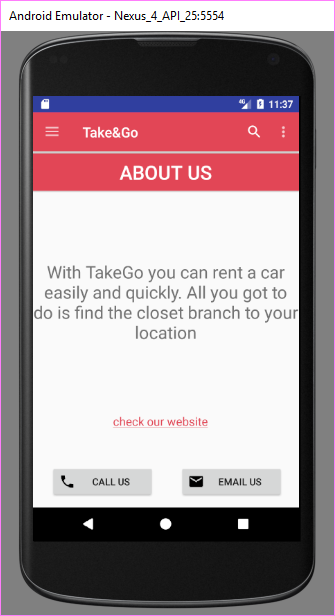 Android Emulator - Nexus_4_API_25:5554
4G 11:37
Take&Go
ABOUT US
With TakeGo you can rent a car
easily and quickly. All you got to
do is find the closet branch to your
location
check our website
CALL US
EMAIL US